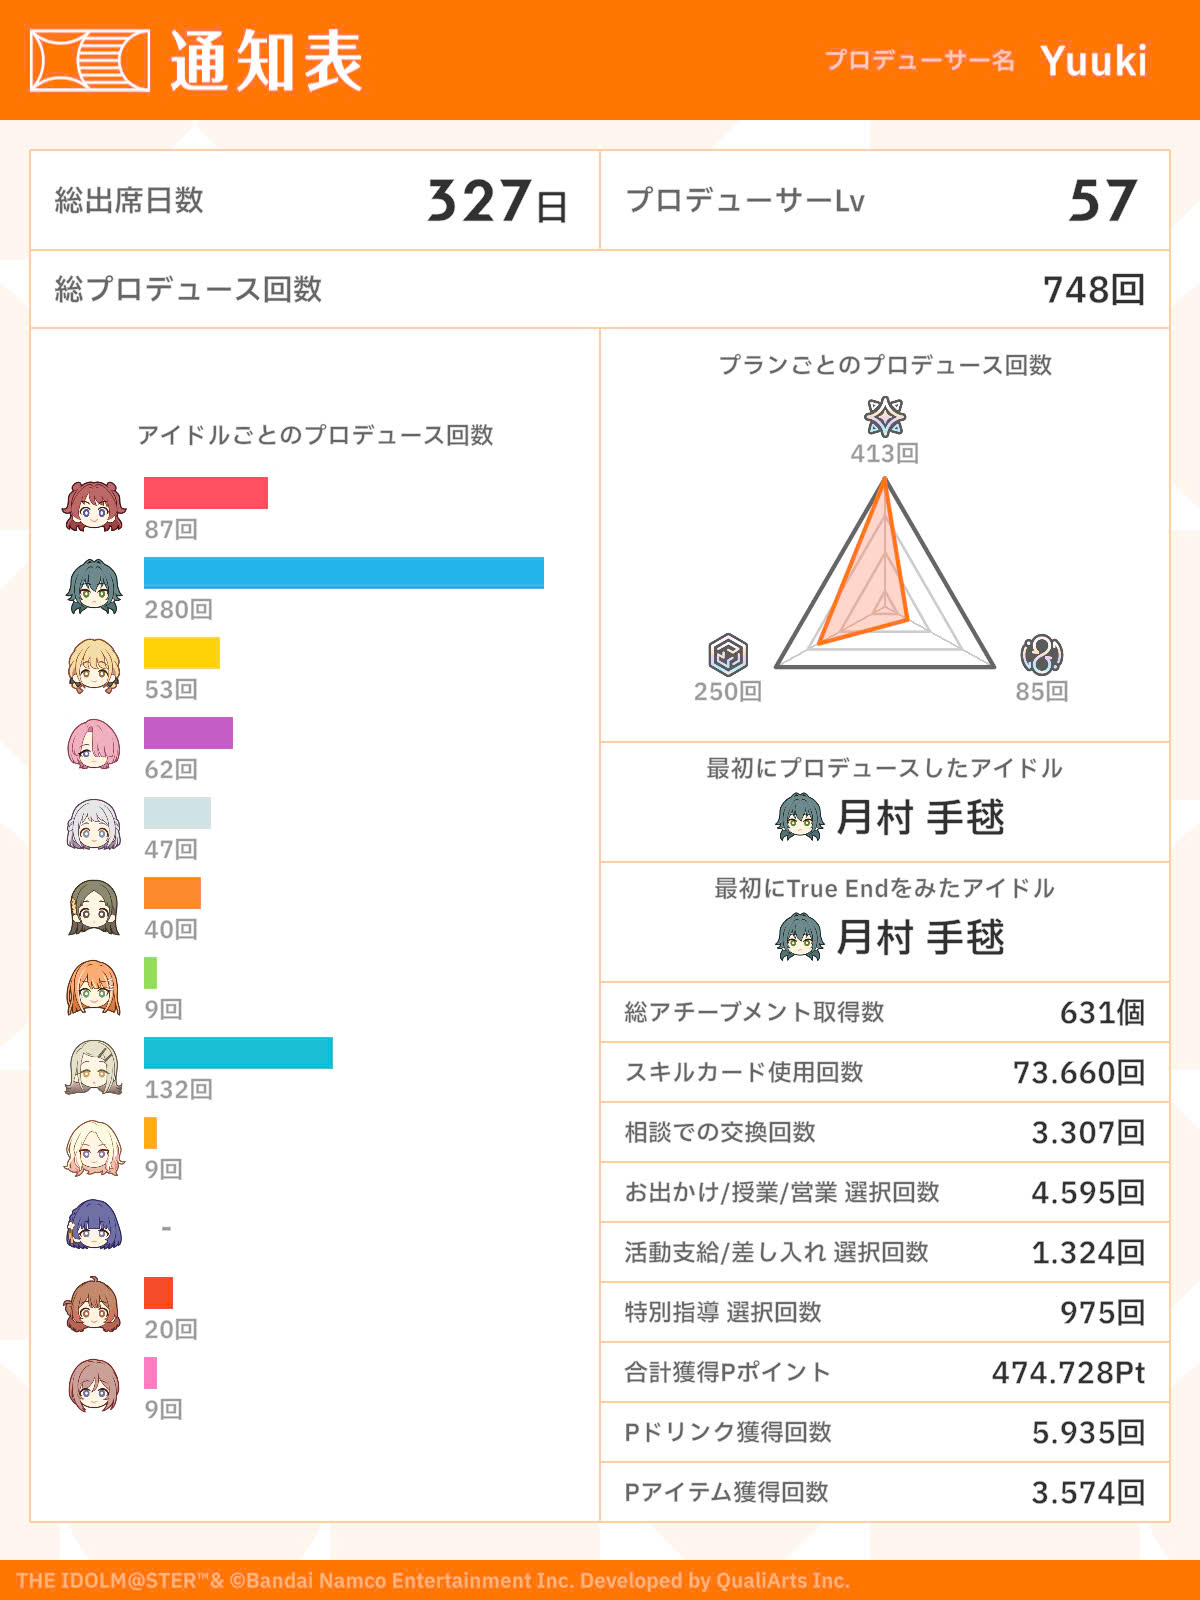 通知表
プロデューサー名 Yuuki
総出席日数 327日
プロデューサーLv 57
総プロデュース回数 748回
アイドルごとのプロデュース回数
87回
280回
53回
62回
47回
40回
9回
132回
9回
-
20回
9回
プランごとのプロデュース回数
413回
250回
85回
最初にプロデュースしたアイドル
月村 手毬
最初にTrue Endをみたアイドル
月村 手毬
総アチーブメント取得数 631個
スキルカード使用回数 73.660回
相談での交換回数 3.307回
お出かけ/授業/営業 選択回数 4.595回
活動支給/差し入れ 選択回数 1.324回
特別指導 選択回数 975回
合計獲得Pポイント 474.728Pt
Pドリンク獲得回数 5.935回
Pアイテム獲得回数 3.574回
THE IDOLM@STER™& ©Bandai Namco Entertainment Inc. Developed by QualiArts Inc.